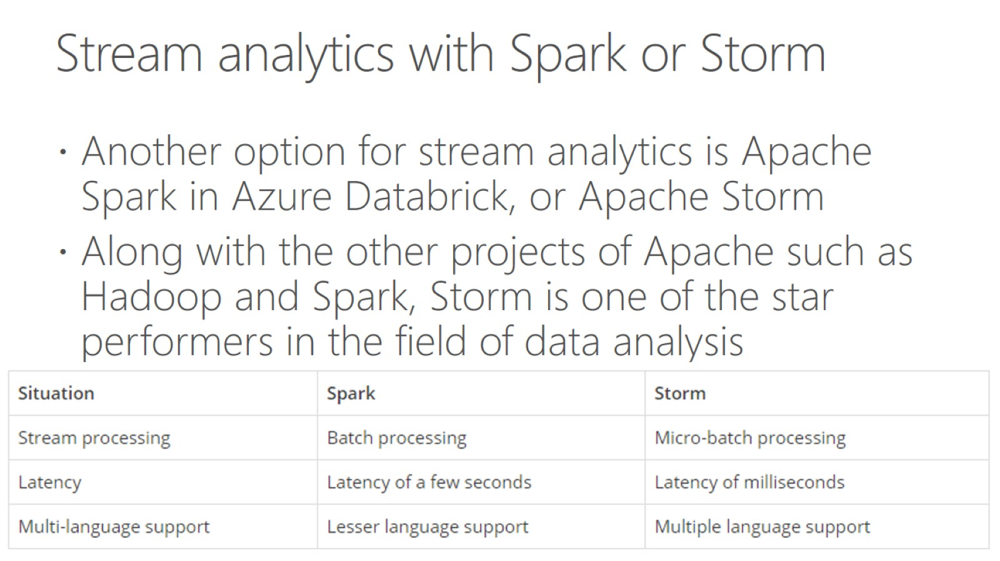 Stream analytics with Spark or Storm
• Another option for stream analytics is Apache
Spark in Azure Databrick, or Apache Storm
• Along with the other projects of Apache such as
Hadoop and Spark, Storm is one of the star
performers in the field of data analysis
Situation Spark Storm
Stream processing Batch processing Micro-batch processing
Latency Latency of a few seconds Latency of milliseconds
Multi-language support Lesser language support Multiple language support